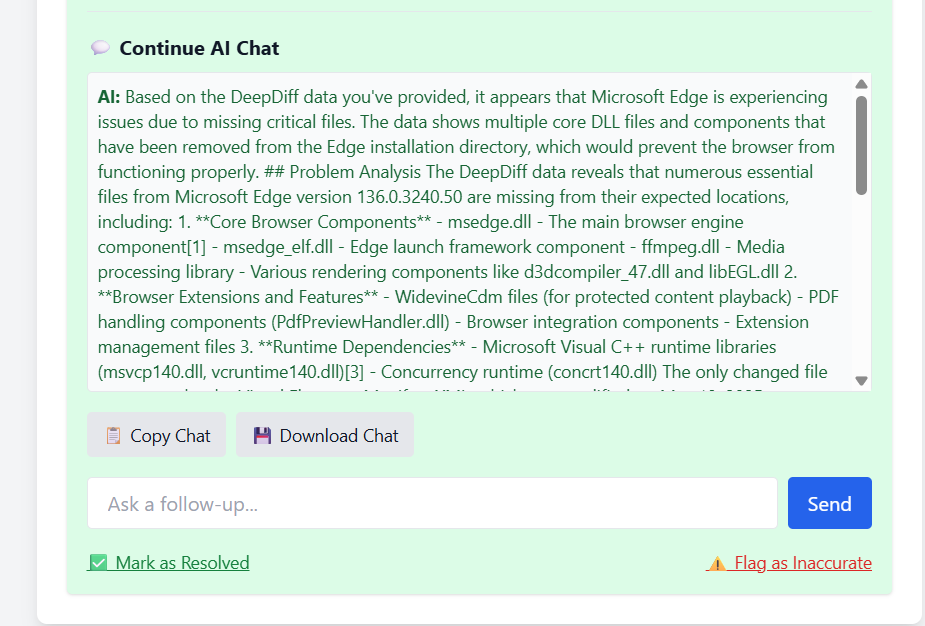 Continue AI Chat
AI: Based on the DeepDiff data you've provided, it appears that Microsoft Edge is experiencing
issues due to missing critical files. The data shows multiple core DLL files and components that
have been removed from the Edge installation directory, which would prevent the browser from
functioning properly. ## Problem Analysis The DeepDiff data reveals that numerous essential
files from Microsoft Edge version 136.0.3240.50 are missing from their expected locations,
including: 1. **Core Browser Components** - msedge.dll - The main browser engine
component[1] - msedge_elf.dll - Edge launch framework component - ffmpeg.dll - Media
processing library - Various rendering components like d3dcompiler_47.dll and libEGL.dll 2.
**Browser Extensions and Features** - WidevineCdm files (for protected content playback) - PDF
handling components (PdfPreviewHandler.dll) - Browser integration components - Extension
management files 3. **Runtime Dependencies** - Microsoft Visual C++ runtime libraries
(msvcp140.dll, vcruntime140.dll)[3] - Concurrency runtime (concrt140.dll) The only changed file
Copy Chat
Download Chat
Ask a follow-up...
Send
Mark as Resolved
Flag as Inaccurate